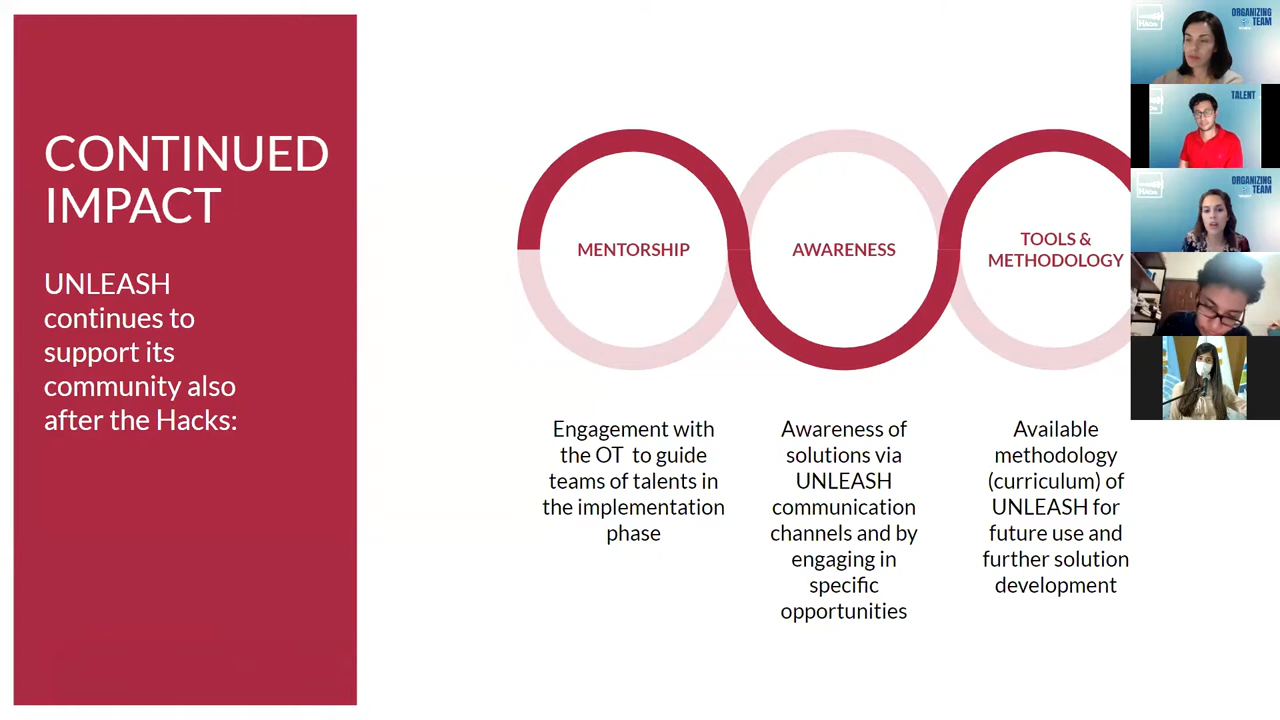 CONTINUED
IMPACT
UNLEASH
continues to
support its
community also
after the Hacks:
MENTORSHIP
AWARENESS
TOOLS &
METHODOLOGY
Engagement with
the OT to guide
teams of talents in
the implementation
phase
Awareness of
solutions via
UNLEASH
communication
channels and by
engaging in
specific
opportunities
Available
methodology
(curriculum) of
UNLEASH for
future use and
further solution
development
ORGANIZING
TEAM
TALENT
ORGANIZING
TEAM